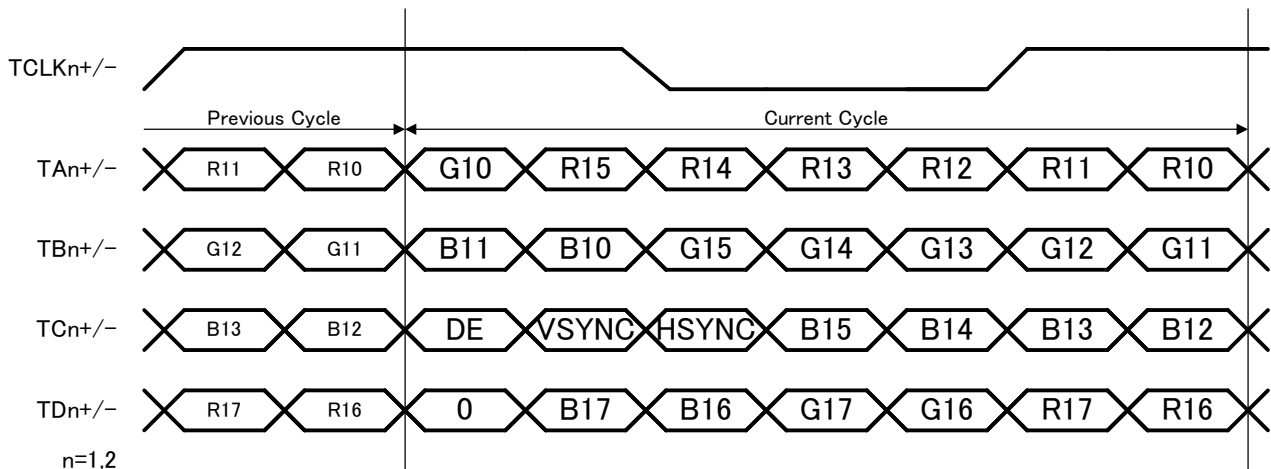 TCLKn+/-
Previous Cycle Current Cycle
TAn+/- R11 R10 G10 R15 R14 R13 R12 R11 R10
TBn+/- G12 G11 B11 B10 G15 G14 G13 G12 G11
TCn+/- B13 B12 DE VSYNC HSYNC B15 B14 B13 B12
TDn+/- R17 R16 0 B17 B16 G17 G16 R17 R16
n=1,2